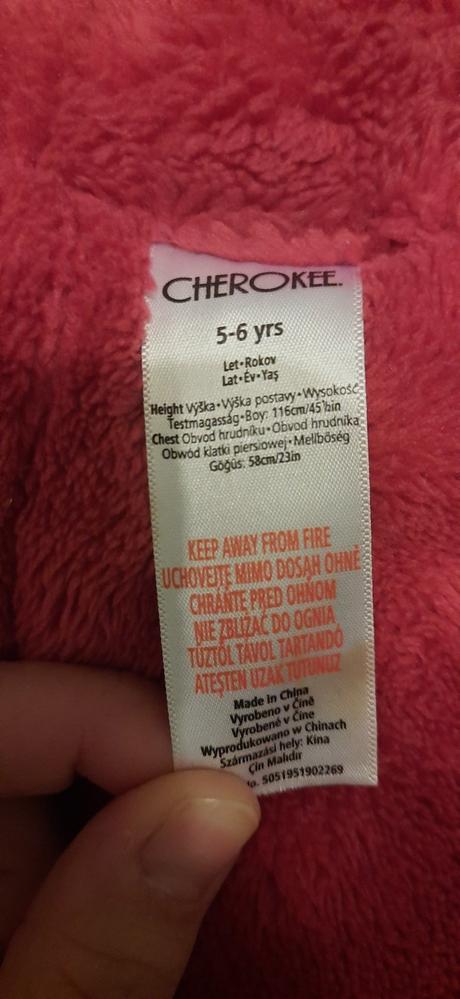 CHEROKEE.
5-6 yrs
Let•Rokov
Lat•Év•Yaş
Height Výška•Výška postavy•Wysokość
Testmagasság•Boy: 116cm/45¾in
Chest Obvod hrudníku•Obvod hrudníka
Obwód klatki piersiowej•Mellbőség
Göğüs: 58cm/23in
KEEP AWAY FROM FIRE
UCHOVEJTE MIMO DOSAH OHNĚ
CHRÁŇTE PRED OHŇOM
NIE ZBLIŻAĆ DO OGNIA
TŰZTŐL TÁVOL TARTANDÓ
ATEŞTEN UZAK TUTUNUZ
Made in China
Vyrobeno v Číně
Vyrobené v Číne
Wyprodukowano w Chinach
Származási hely: Kína
Çin Malıdır
5051951902269